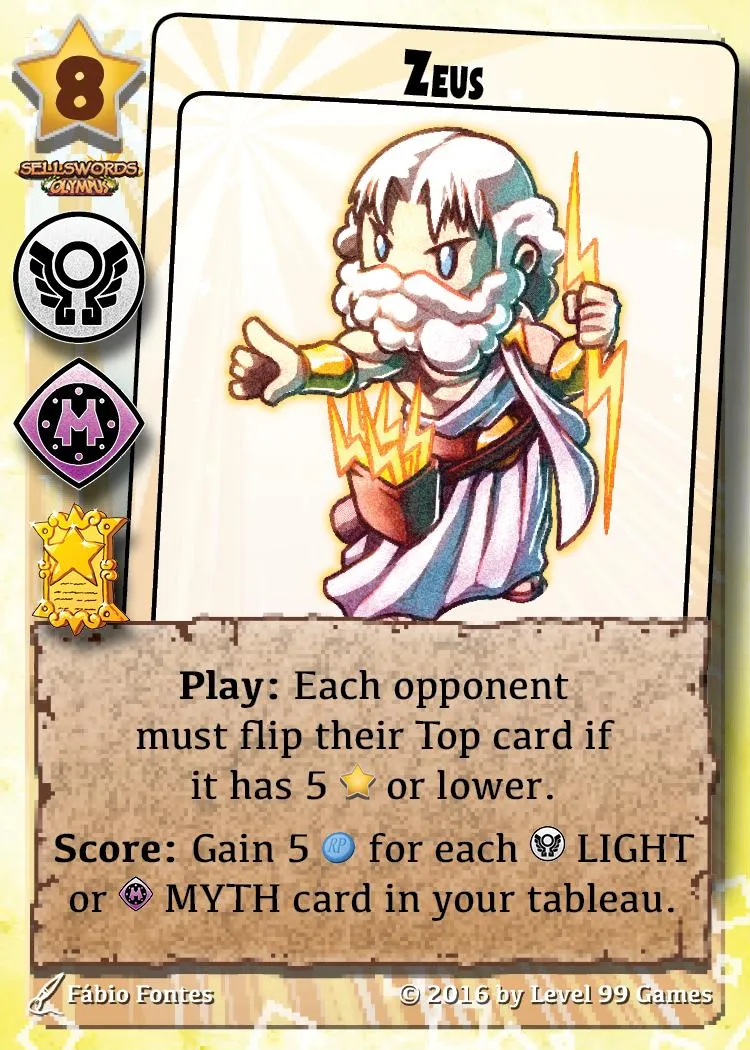 8
Zeus
SELLSWORDS
OLYMPUS
M
Play: Each opponent
must flip their Top card if
it has 5 or lower.
Score: Gain 5 RP for each LIGHT
or M MYTH card in your tableau.
Fábio Fontes
© 2016 by Level 99 Games